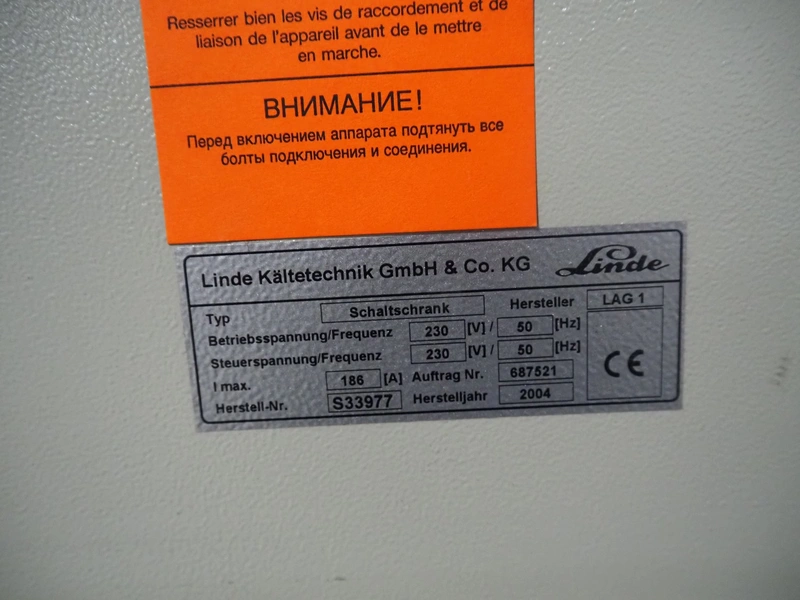 Resserrer bien les vis de raccordement et de
liaison de l'appareil avant de le mettre
en marche.
ВНИМАНИЕ!
Перед включением аппарата подтянуть все
болты подключения и соединения.
Linde Kältetechnik GmbH & Co. KG Linde
Typ Schaltschrank Hersteller LAG 1
Betriebsspannung/Frequenz 230 [V] / 50 [Hz]
Steuerspannung/Frequenz 230 [V] / 50 [Hz]
I max. 186 [A] Auftrag Nr. 687521 CE
Herstell-Nr. S33977 Herstelljahr 2004